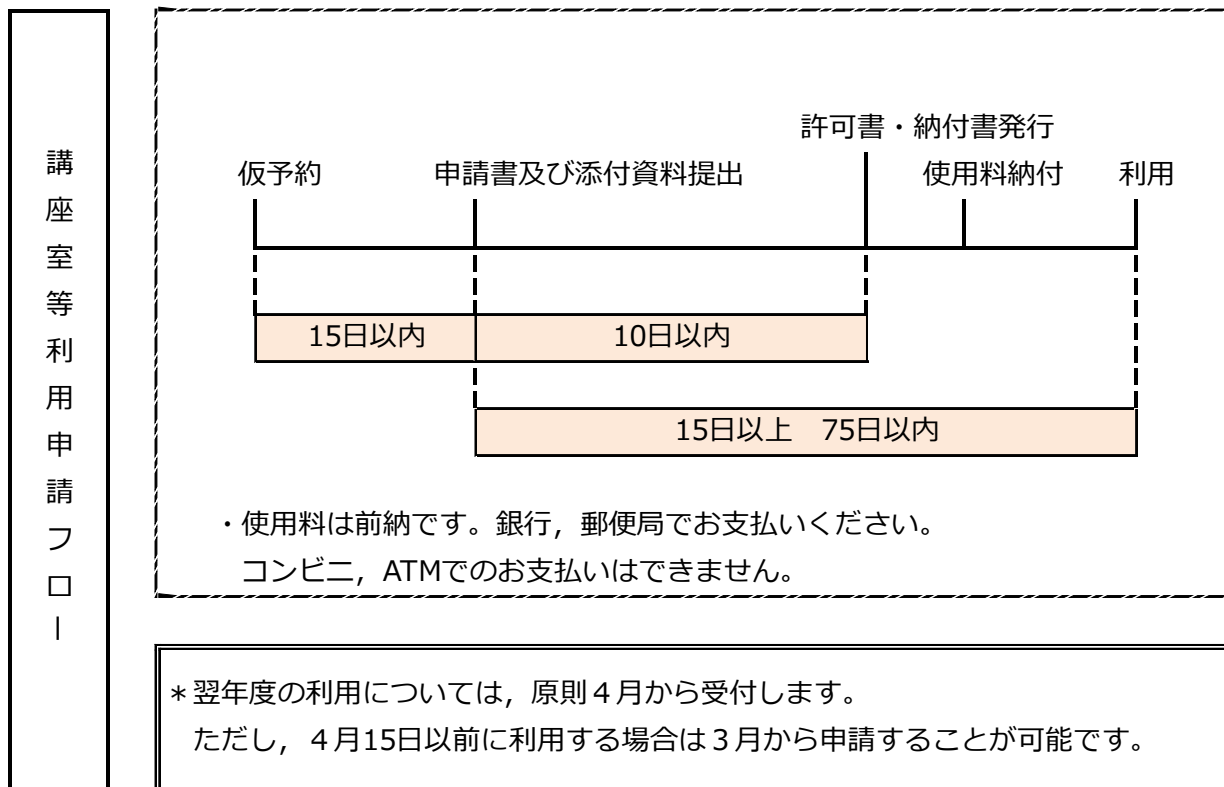 講座室等利用申請フロー
許可書・納付書発行
仮予約 申請書及び添付資料提出 使用料納付 利用
15日以内 10日以内
15日以上 75日以内
・使用料は前納です。銀行，郵便局でお支払いください。
コンビニ，ATMでのお支払いはできません。
＊翌年度の利用については，原則４月から受付します。
ただし，４月15日以前に利用する場合は３月から申請することが可能です。